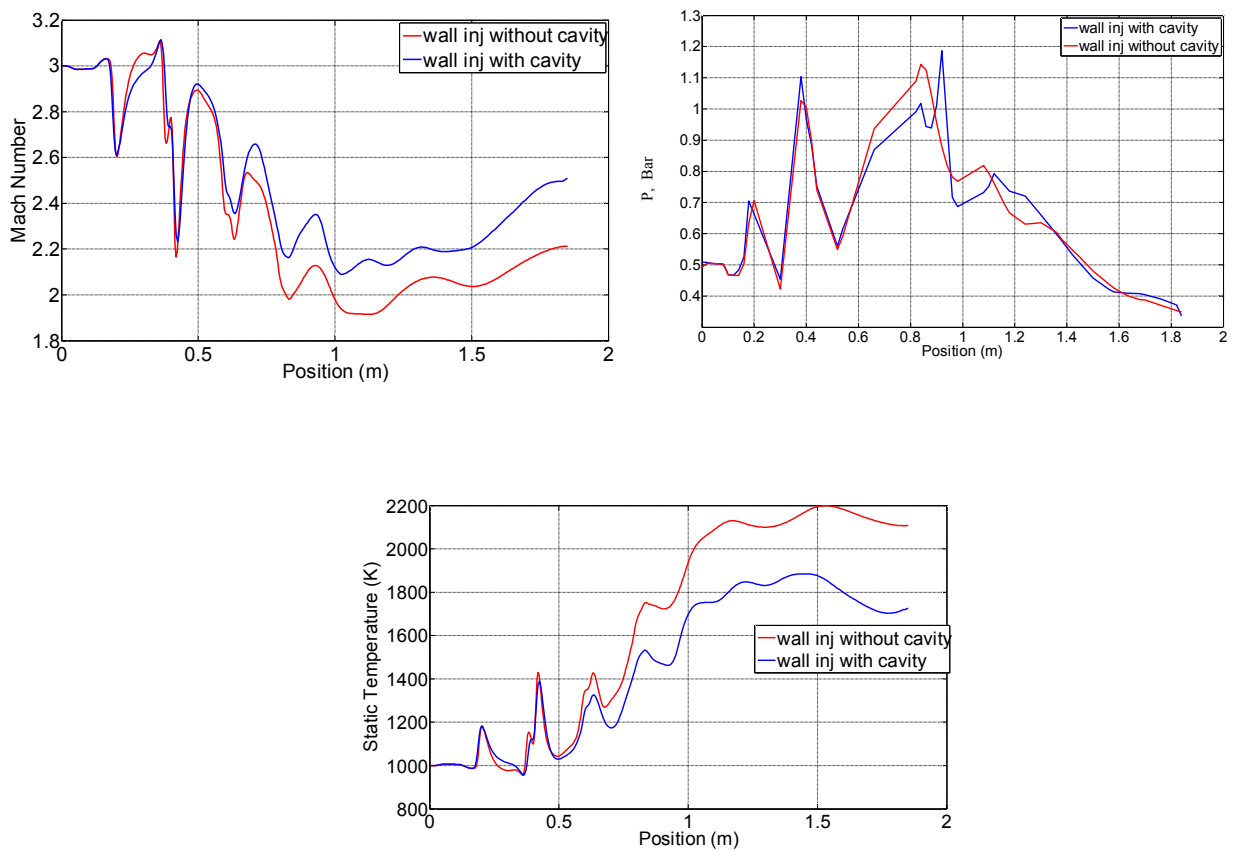 3.2
3
2.8
2.6
2.4
2.2
2
1.8
0 0.5 1 1.5 2
Mach Number
Position (m)
wall inj without cavity
wall inj with cavity
1.3
1.2
1.1
1
0.9
0.8
0.7
0.6
0.5
0.4
0 0.2 0.4 0.6 0.8 1 1.2 1.4 1.6 1.8 2
P, Bar
Position (m)
wall inj with cavity
wall inj without cavity
2200
2000
1800
1600
1400
1200
1000
800
0 0.5 1 1.5 2
Static Temperature (K)
Position (m)
wall inj without cavity
wall inj with cavity